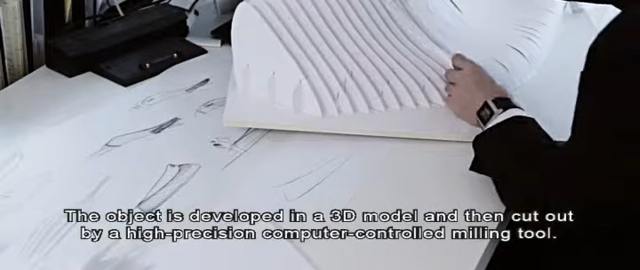 The object is developed in a 3D model and then cut out
by a high-precision computer-controlled milling tool.